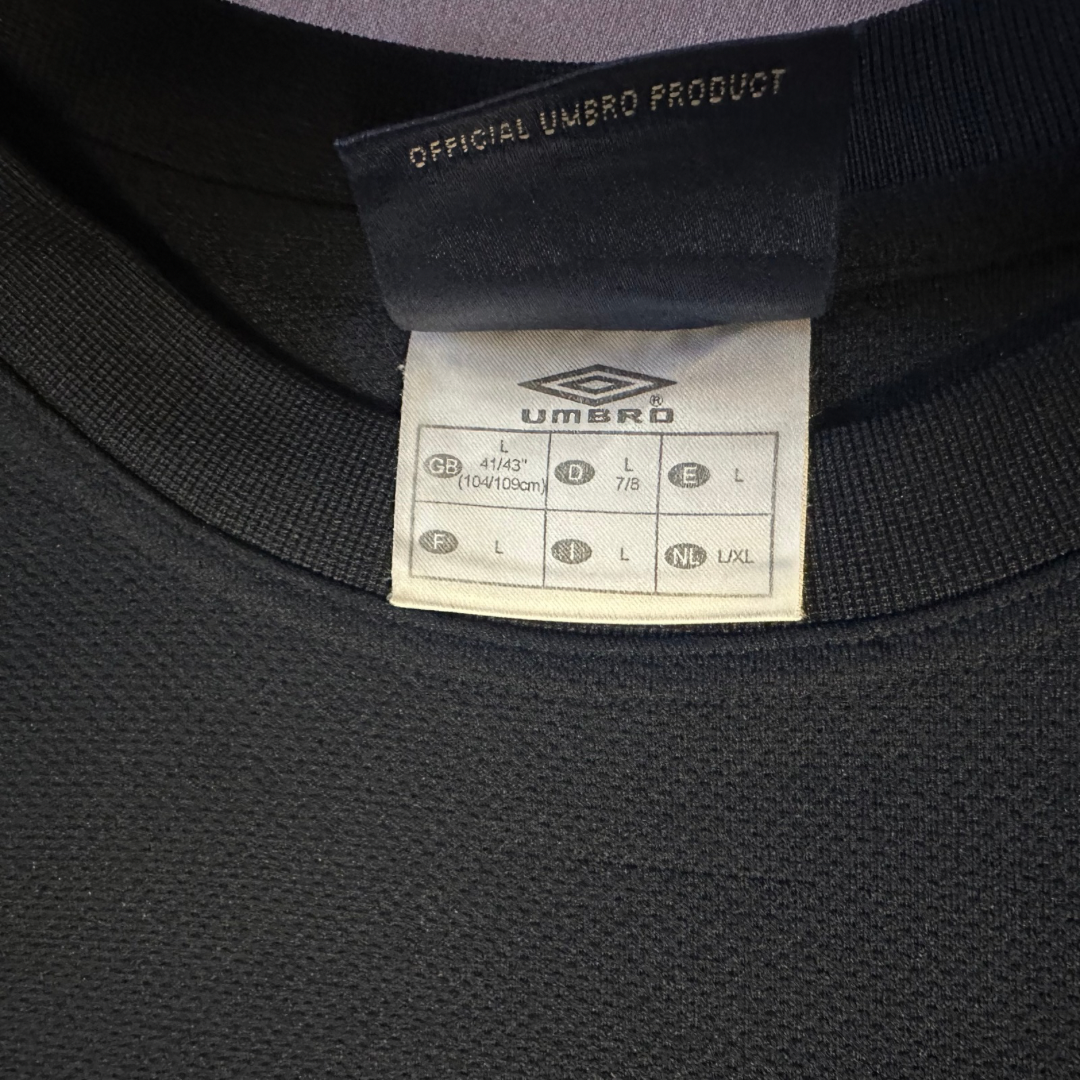 OFFICIAL UMBRO PRODUCT
UMBRO®
GB L 41/43" (104/109cm)
D L 7/8
E L
F L
I L
NL L/XL